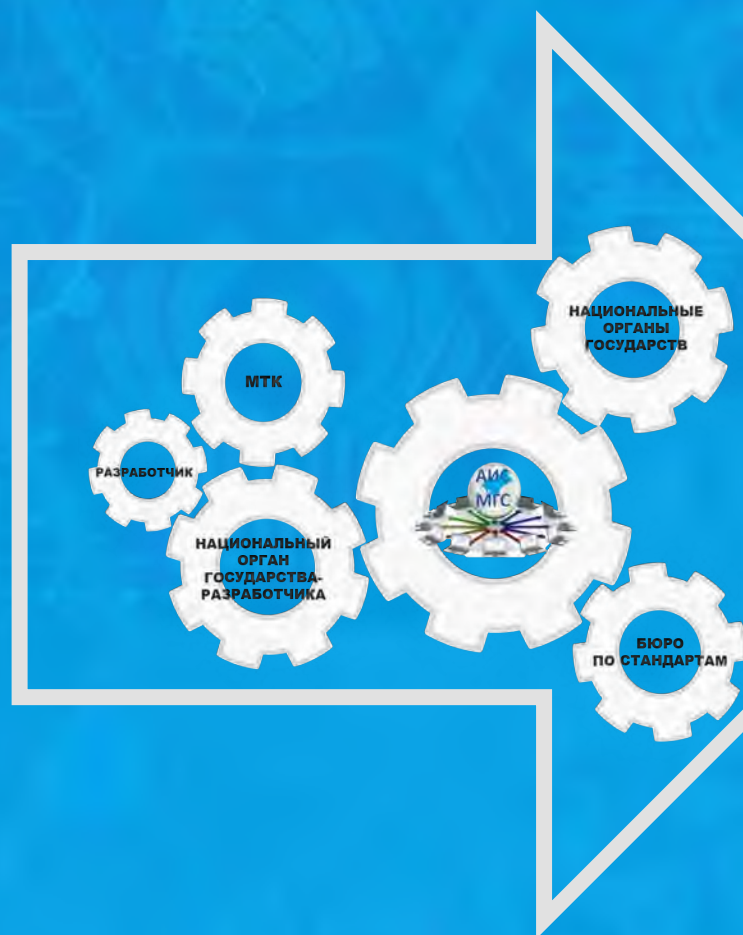 НАЦИОНАЛЬНЫЕ
ОРГАНЫ
ГОСУДАРСТВ
МТК
РАЗРАБОТЧИК
АИС
МГС
НАЦИОНАЛЬНЫЙ
ОРГАН
ГОСУДАРСТВА-
РАЗРАБОТЧИКА
БЮРО
ПО СТАНДАРТАМ